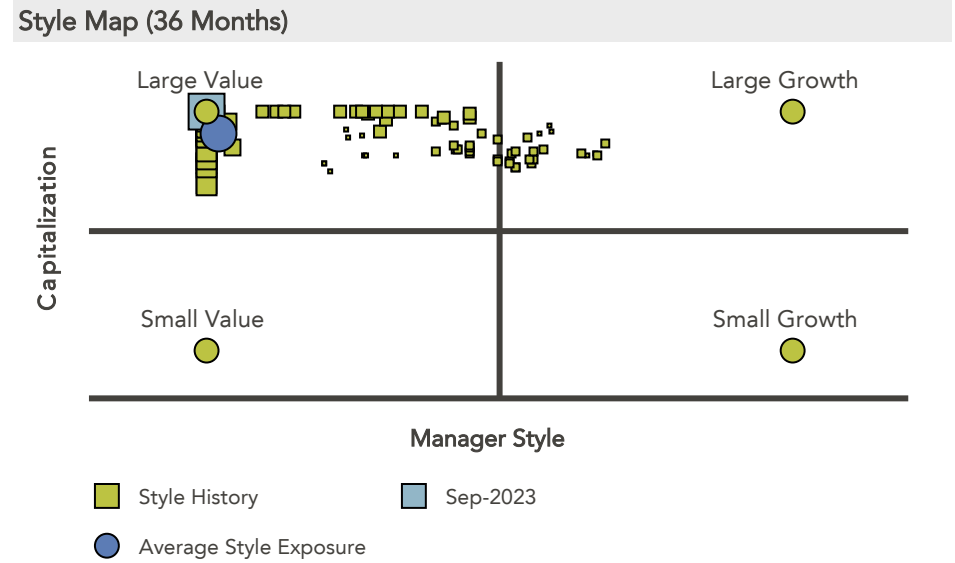 Style Map (36 Months)
Large Value
Large Growth
Capitalization
Small Value
Small Growth
Manager Style
Style History
Sep-2023
Average Style Exposure